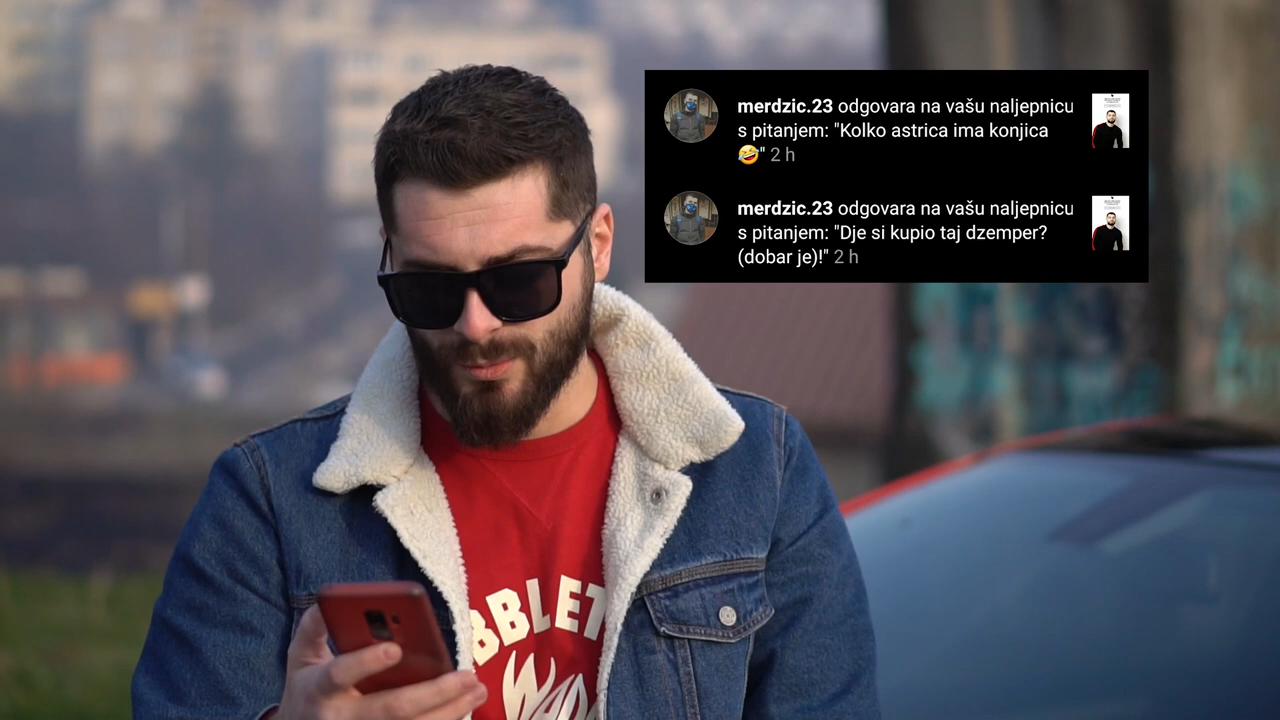 merdzic.23 odgovara na vašu naljepnicu
s pitanjem: "Kolko astrica ima konjica
🤣" 2 h
merdzic.23 odgovara na vašu naljepnicu
s pitanjem: "Dje si kupio taj dzemper?
(dobar je)!" 2 h